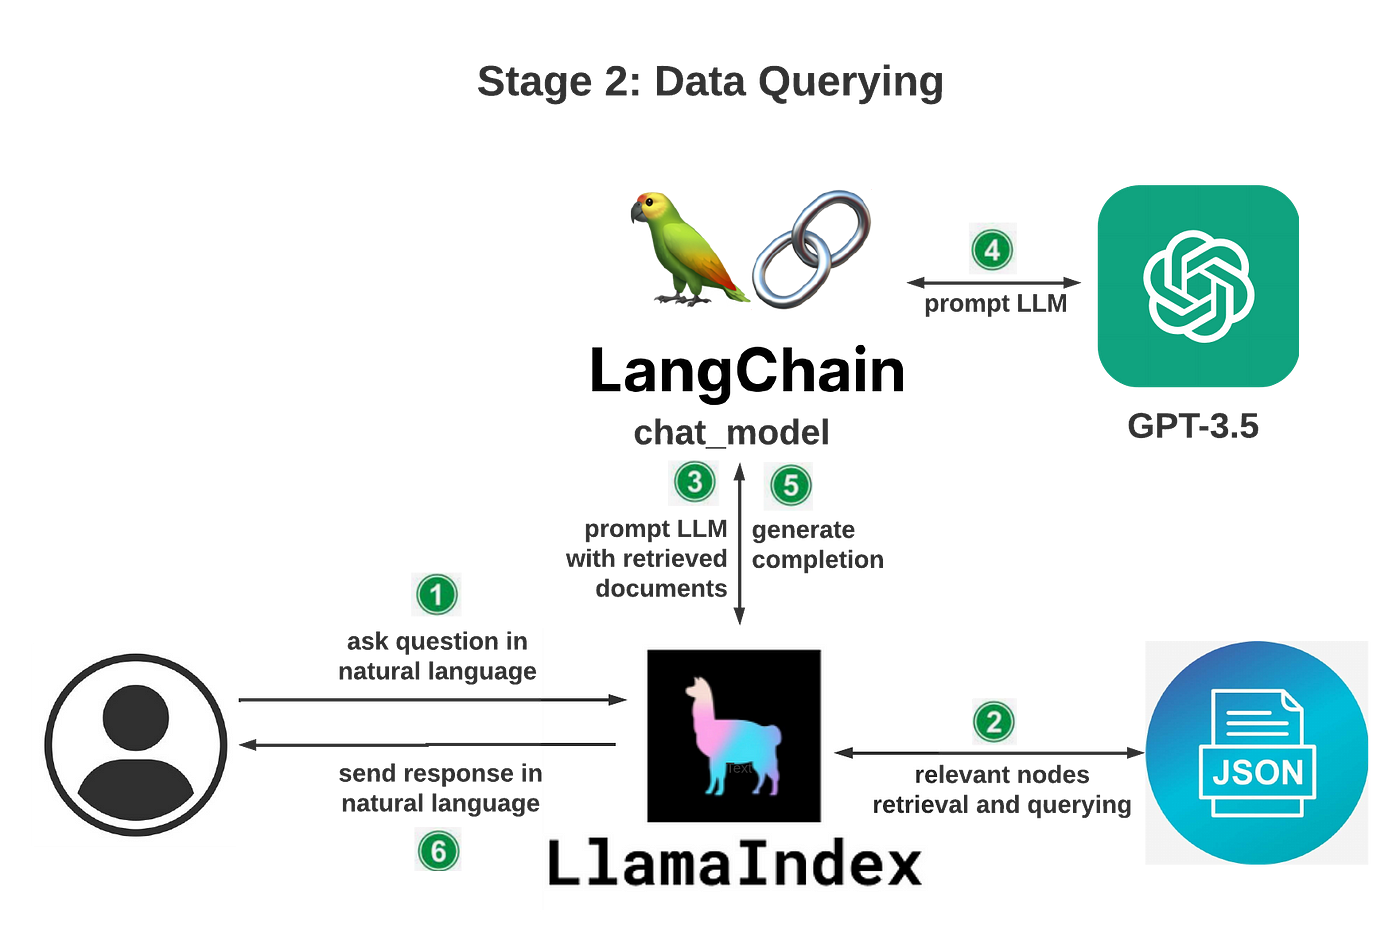 Stage 2: Data Querying
4
prompt LLM
LangChain
GPT-3.5
chat_model
3
5
prompt LLM
with retrieved
documents
generate
completion
1
ask question in
natural language
2
relevant nodes
retrieval and querying
JSON
Text
send response in
natural language
6
LlamaIndex